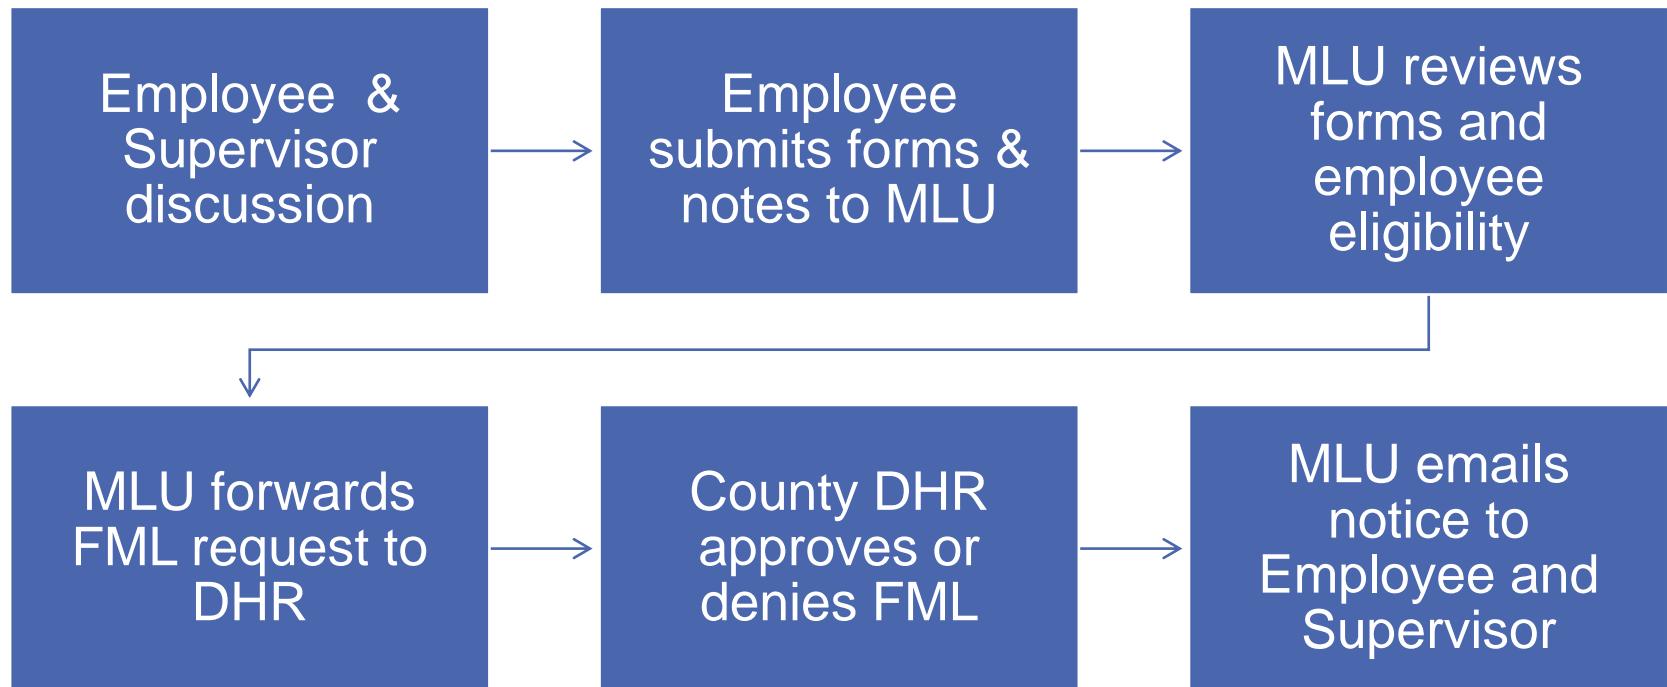 Employee &
Supervisor
discussion
Employee
submits forms &
notes to MLU
MLU reviews
forms and
employee
eligibility
MLU forwards
FML request to
DHR
County DHR
approves or
denies FML
MLU emails
notice to
Employee and
Supervisor